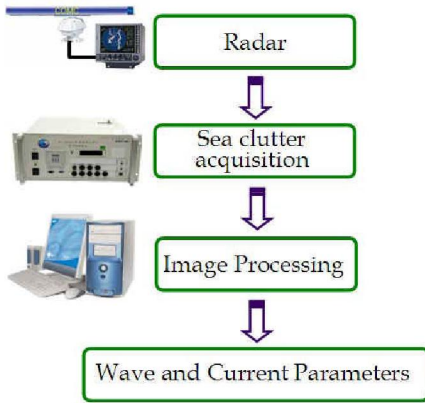 Radar
Sea clutter
acquisition
Image Processing
Wave and Current Parameters